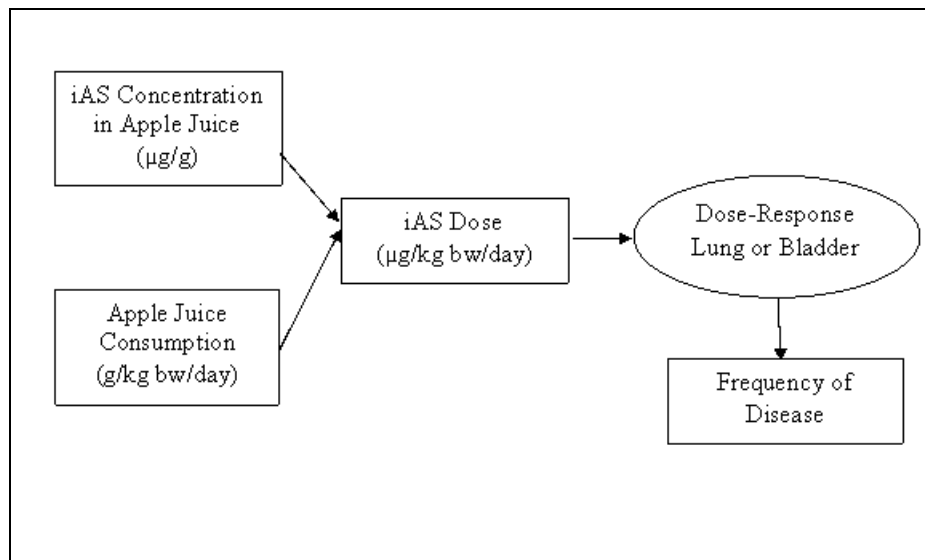 iAS Concentration
in Apple Juice
(µg/g)
Apple Juice
Consumption
(g/kg bw/day)
iAS Dose
(µg/kg bw/day)
Dose-Response
Lung or Bladder
Frequency of
Disease